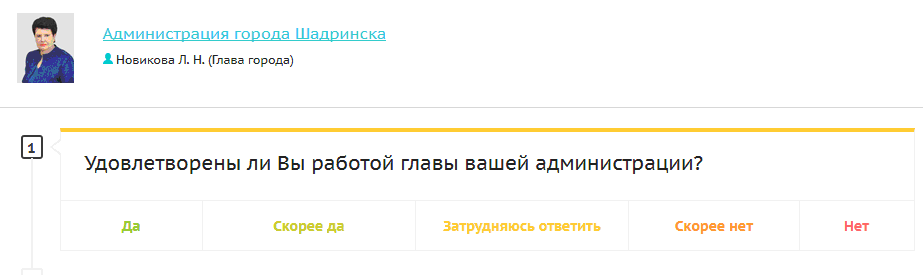 Администрация города Шадринска
Новикова Л. Н. (Глава города)
1
Удовлетворены ли Вы работой главы вашей администрации?
Да
Скорее да
Затрудняюсь ответить
Скорее нет
Нет